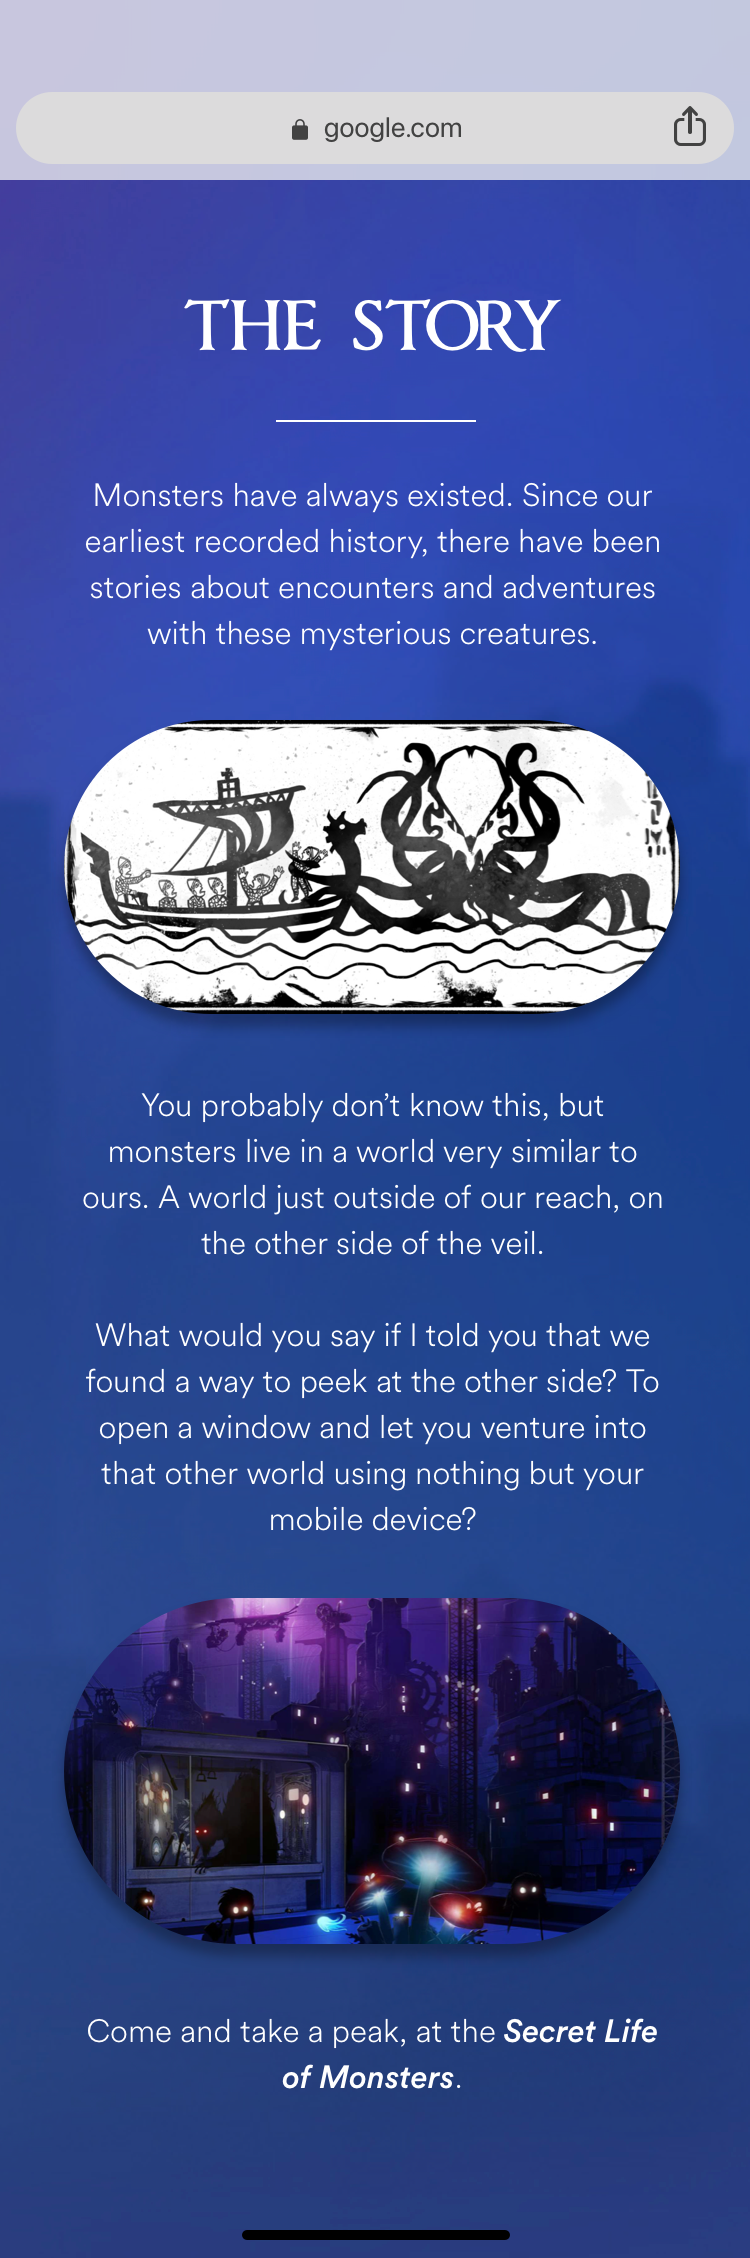 google.com
THE STORY
Monsters have always existed. Since our
earliest recorded history, there have been
stories about encounters and adventures
with these mysterious creatures.
You probably don’t know this, but
monsters live in a world very similar to
ours. A world just outside of our reach, on
the other side of the veil.
What would you say if I told you that we
found a way to peek at the other side? To
open a window and let you venture into
that other world using nothing but your
mobile device?
Come and take a peak, at the Secret Life
of Monsters.